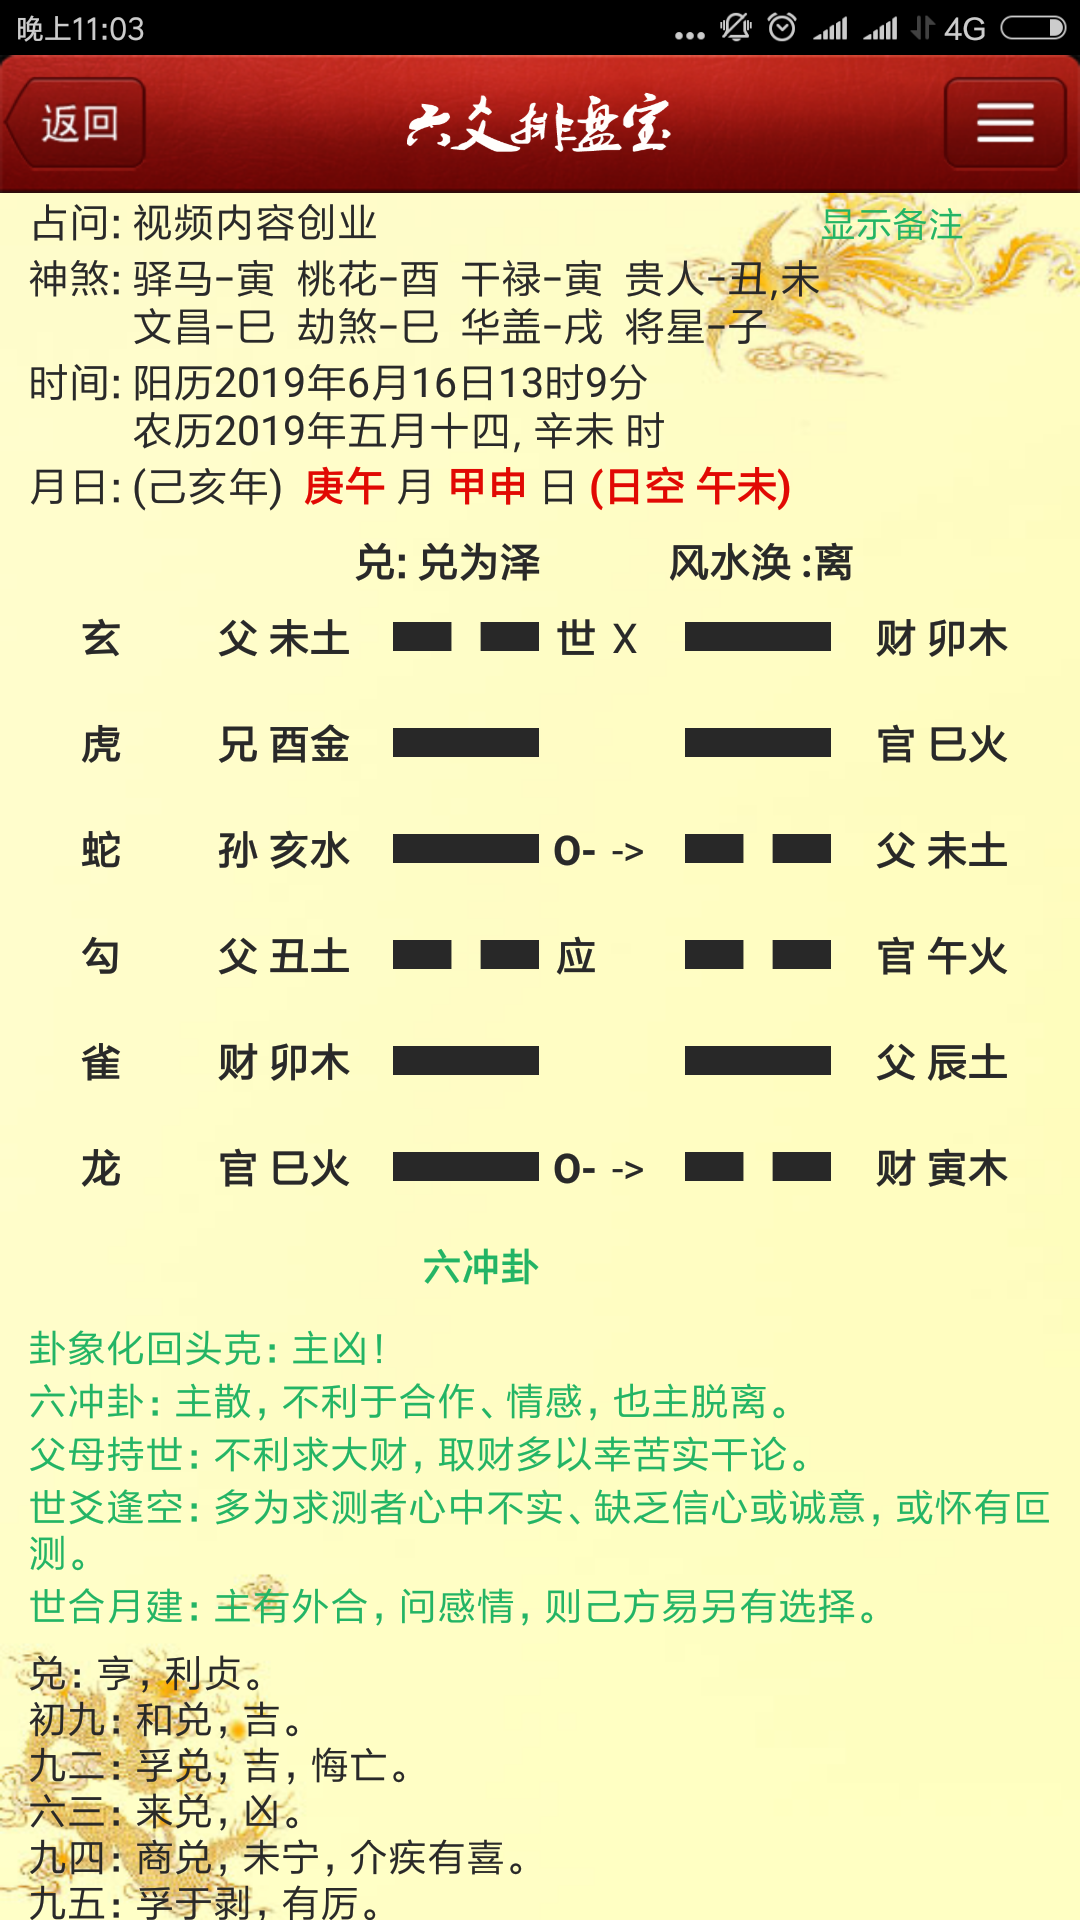 晚上11:03
... 4G
返回
六爻排盘宝
占问: 视频内容创业 显示备注
神煞: 驿马-寅 桃花-酉 干禄-寅 贵人-丑,未
文昌-巳 劫煞-巳 华盖-戌 将星-子
时间: 阳历2019年6月16日13时9分
农历2019年五月十四, 辛未 时
月日: (己亥年) 庚午 月 甲申 日 (日空 午未)
兑: 兑为泽 风水涣 :离
玄 父 未土 世 X 财 卯木
虎 兄 酉金 官 巳火
蛇 孙 亥水 O- -> 父 未土
勾 父 丑土 应 官 午火
雀 财 卯木 父 辰土
龙 官 巳火 O- -> 财 寅木
六冲卦
卦象化回头克: 主凶!
六冲卦: 主散, 不利于合作、情感, 也主脱离。
父母持世: 不利求大财, 取财多以幸苦实干论。
世爻逢空: 多为求测者心中不实、缺乏信心或诚意, 或怀有叵
测。
世合月建: 主有外合, 问感情, 则己方易另有选择。
兑: 亨, 利贞。
初九: 和兑, 吉。
九二: 孚兑, 吉, 悔亡。
六三: 来兑, 凶。
九四: 商兑, 未宁, 介疾有喜。
九五: 孚于剥, 有厉。